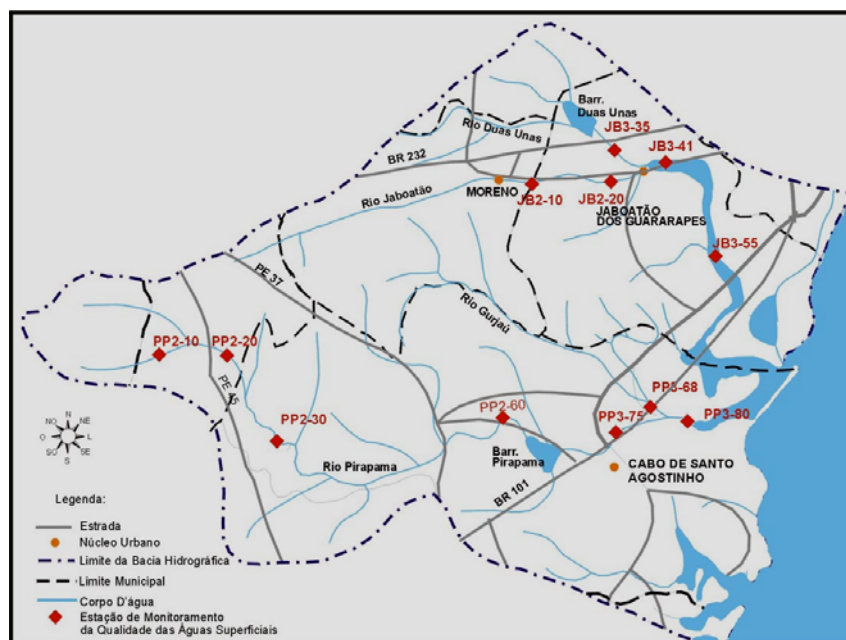 Barr.
Duas Unas
Rio Duas Unas
JB3-35
JB3-41
BR 232
Rio Jaboatão
MORENO
JB2-10
JB2-20
JABOATÃO
DOS GUARARAPES
JB3-55
PE 37
Rio Gurjaú
PP2-10
PP2-20
PE 45
PP2-30
PP2-60
PP3-68
PP3-75
PP3-80
Rio Pirapama
Barr.
Pirapama
BR 101
CABO DE SANTO
AGOSTINHO
N
NO
NE
O
L
SO
SE
S
Legenda:
Estrada
Núcleo Urbano
Limite da Bacia Hidrográfica
Limite Municipal
Corpo D'água
Estação de Monitoramento
da Qualidade das Águas Superficiais